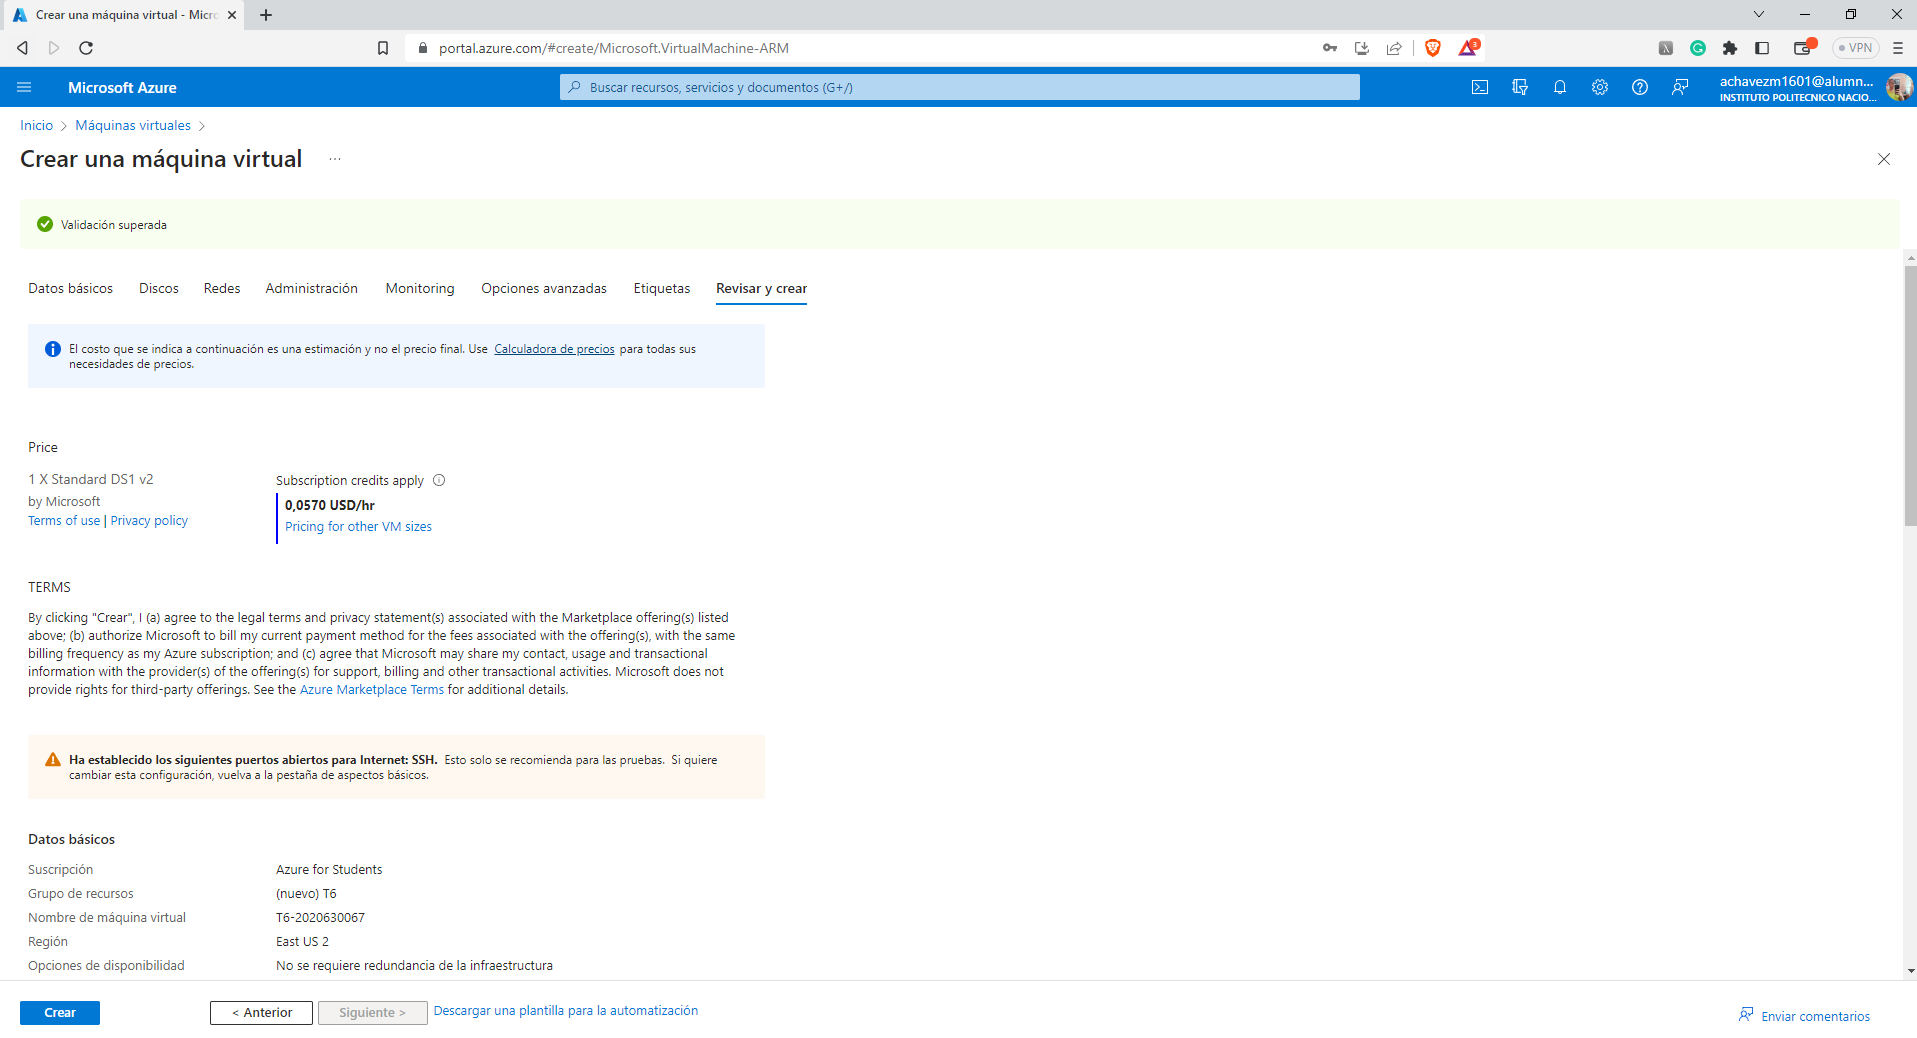 Crear una máquina virtual - Micro
portal.azure.com/#create/Microsoft.VirtualMachine-ARM
3
VPN
Microsoft Azure
Buscar recursos, servicios y documentos (G+/)
achavezm1601@alumn...
INSTITUTO POLITECNICO NACIO...
Inicio > Máquinas virtuales >
Crear una máquina virtual ...
Validación superada
Datos básicos Discos Redes Administración Monitoring Opciones avanzadas Etiquetas Revisar y crear
El costo que se indica a continuación es una estimación y no el precio final. Use Calculadora de precios para todas sus
necesidades de precios.
Price
1 X Standard DS1 v2
by Microsoft
Terms of use | Privacy policy
Subscription credits apply
0,0570 USD/hr
Pricing for other VM sizes
TERMS
By clicking "Crear", I (a) agree to the legal terms and privacy statement(s) associated with the Marketplace offering(s) listed
above; (b) authorize Microsoft to bill my current payment method for the fees associated with the offering(s), with the same
billing frequency as my Azure subscription; and (c) agree that Microsoft may share my contact, usage and transactional
information with the provider(s) of the offering(s) for support, billing and other transactional activities. Microsoft does not
provide rights for third-party offerings. See the Azure Marketplace Terms for additional details.
Ha establecido los siguientes puertos abiertos para Internet: SSH. Esto solo se recomienda para las pruebas. Si quiere
cambiar esta configuración, vuelva a la pestaña de aspectos básicos.
Datos básicos
Suscripción Azure for Students
Grupo de recursos (nuevo) T6
Nombre de máquina virtual T6-2020630067
Región East US 2
Opciones de disponibilidad No se requiere redundancia de la infraestructura
Crear < Anterior Siguiente > Descargar una plantilla para la automatización
Enviar comentarios